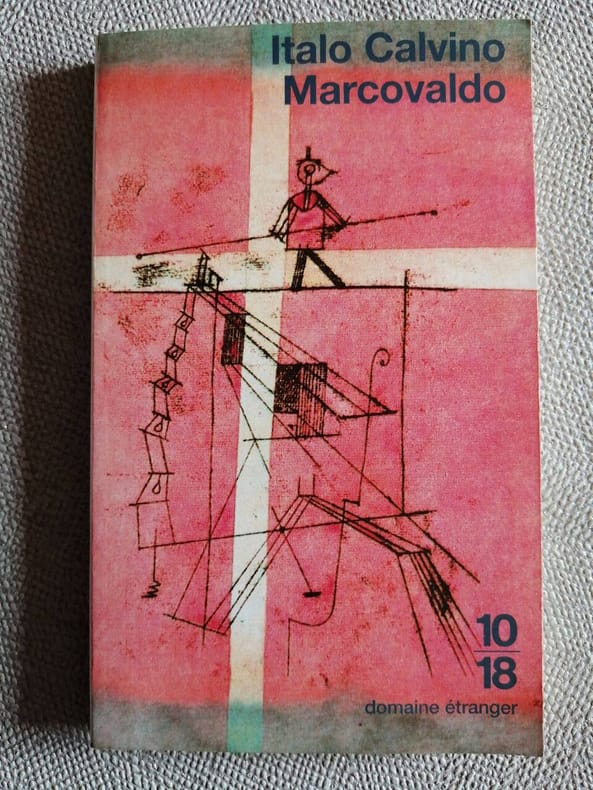 Italo Calvino
Marcovaldo
10
18
domaine étranger